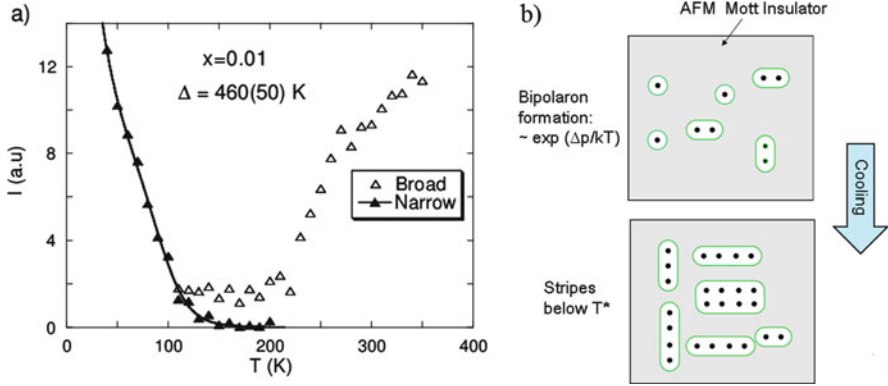 a)
x=0.01
Δ = 460(50) K
I (a.u)
12
8
4
0
Broad
Narrow
0
100
200
300
400
T (K)
b)
AFM Mott Insulator
Bipolaron
formation:
~ exp (Δp/kT)
Cooling
Stripes
below T*